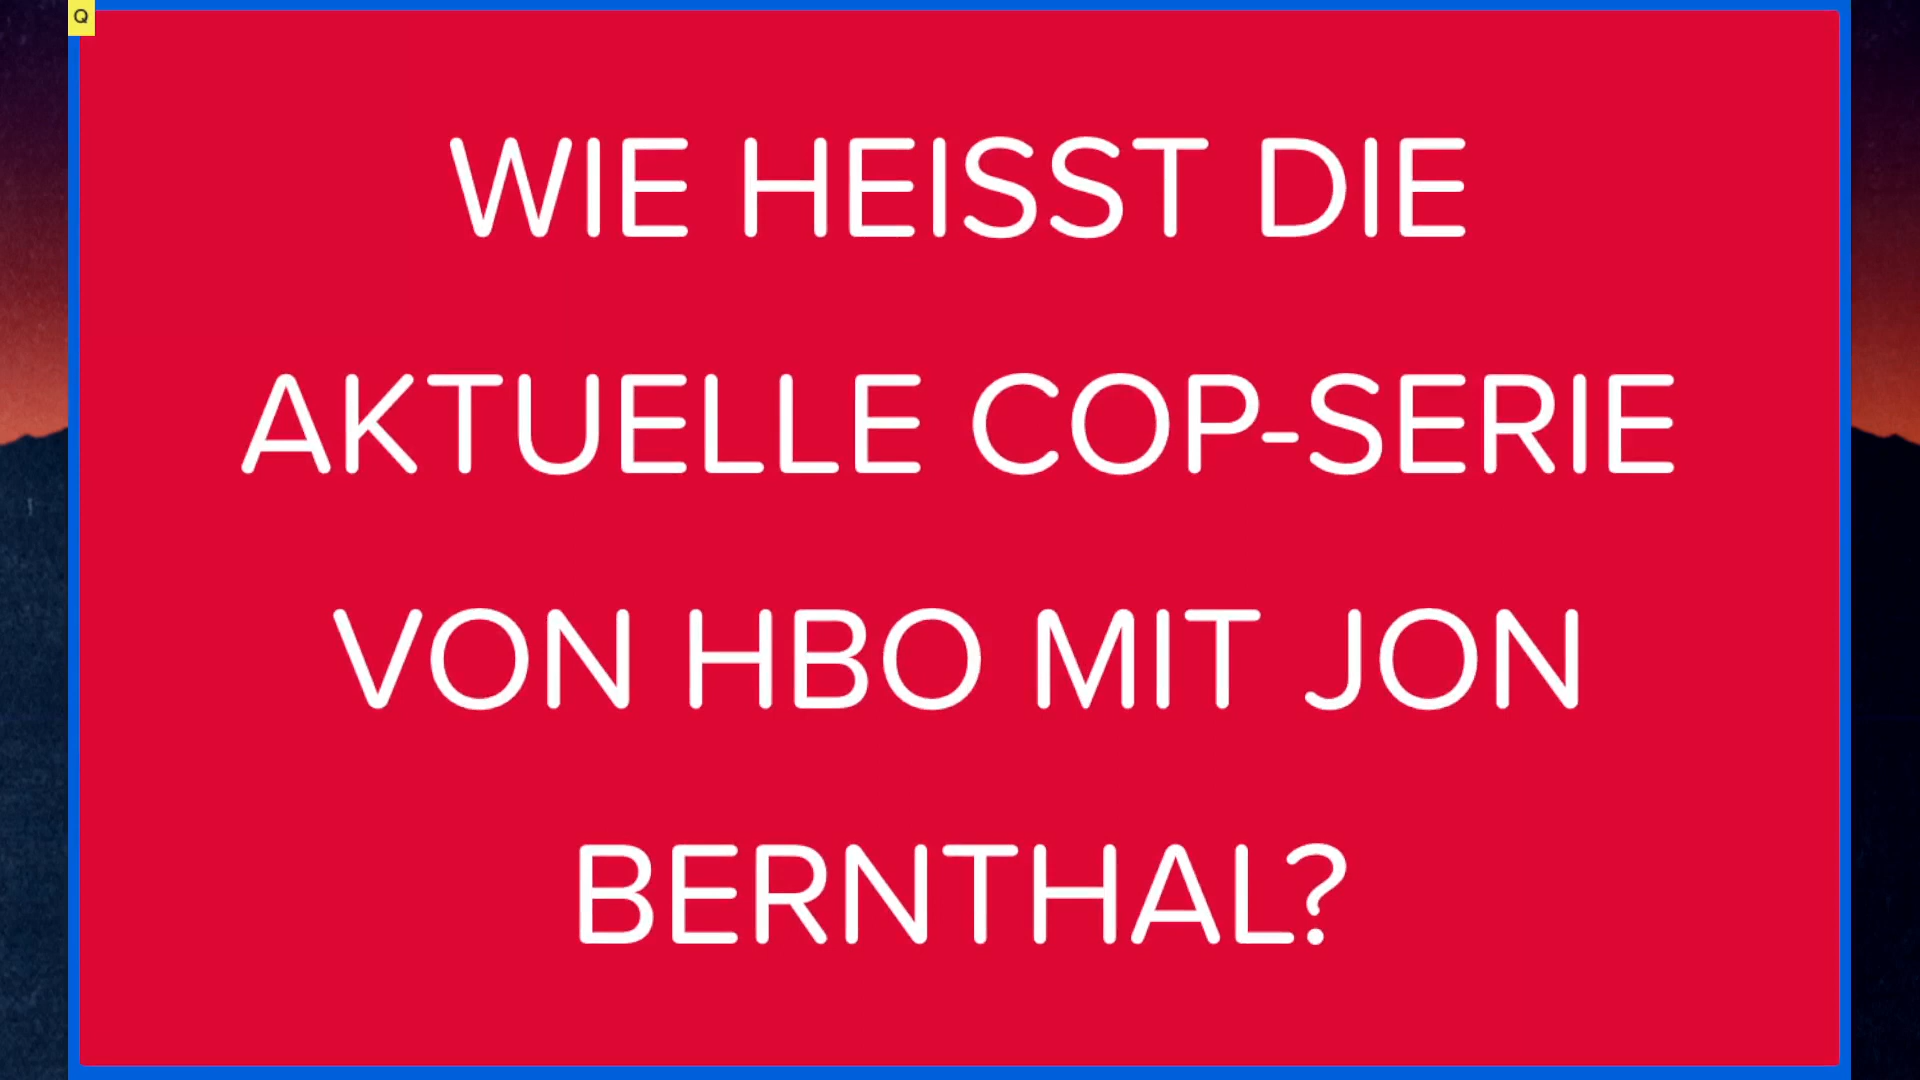 Q
WIE HEISST DIE
AKTUELLE COP-SERIE
VON HBO MIT JON
BERNTHAL?